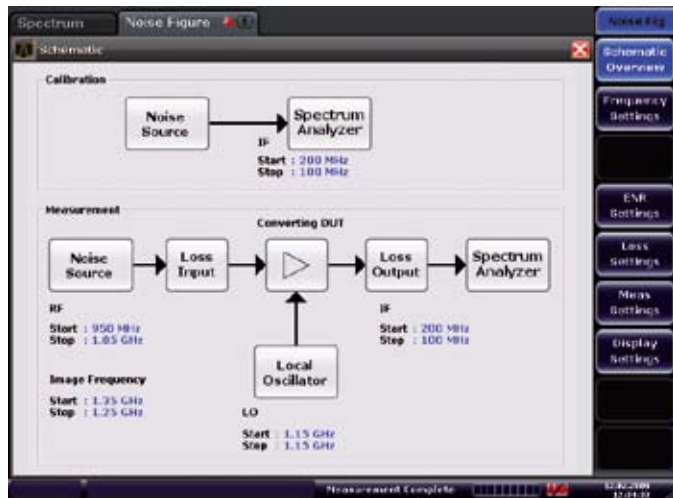 Spectrum
Noise Figure
Noise Fig
Schematic
Schematic
Overview
Calibration
Noise
Source
Spectrum
Analyzer
IF
Start : 200 MHz
Stop : 100 MHz
Frequency
Settings
ENR
Settings
Loss
Settings
Meas
Settings
Display
Settings
Measurement
Converting DUT
Noise
Source
Loss
Input
Loss
Output
Spectrum
Analyzer
RF
Start : 950 MHz
Stop : 1.05 GHz
IF
Start : 200 MHz
Stop : 100 MHz
Image Frequency
Start : 1.35 GHz
Stop : 1.25 GHz
Local
Oscillator
LO
Start : 1.15 GHz
Stop : 1.15 GHz
Measurement Complete